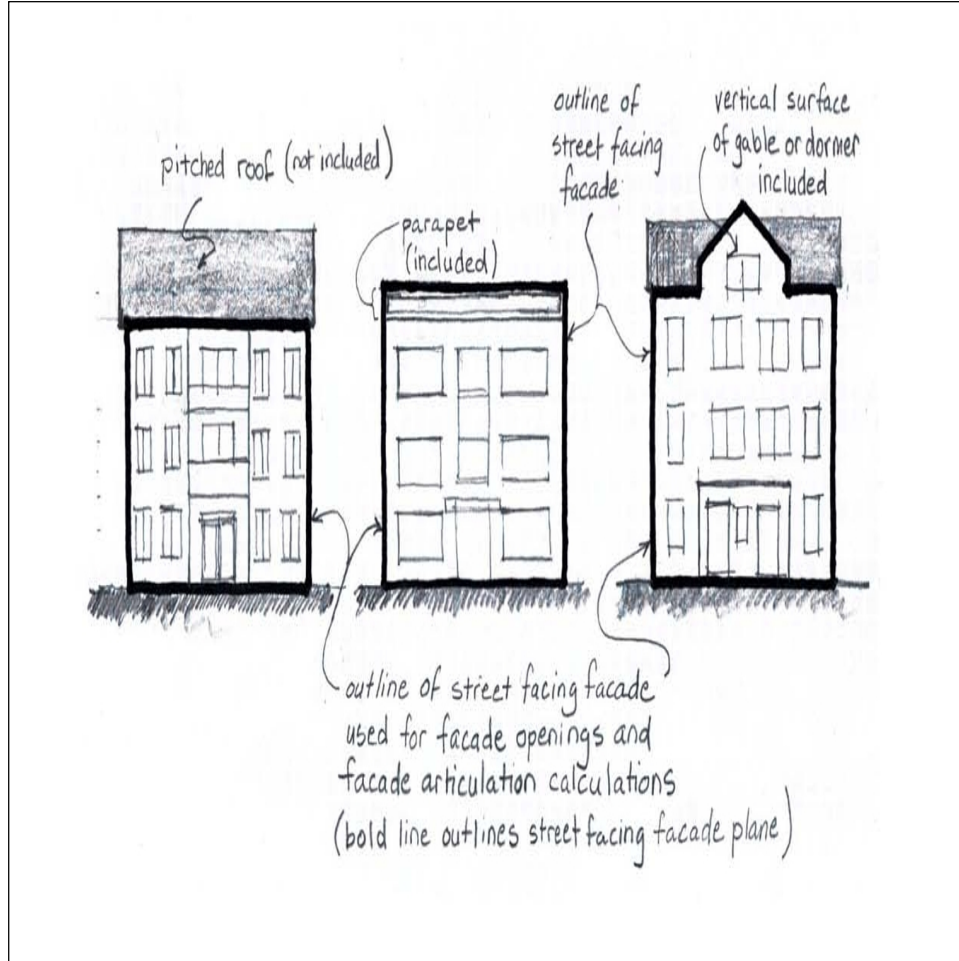 pitched roof (not included)
parapet
(included)
outline of
street facing
facade
vertical surface
of gable or dormer
included
outline of street facing facade
used for facade openings and
facade articulation calculations
(bold line outlines street facing facade plane)